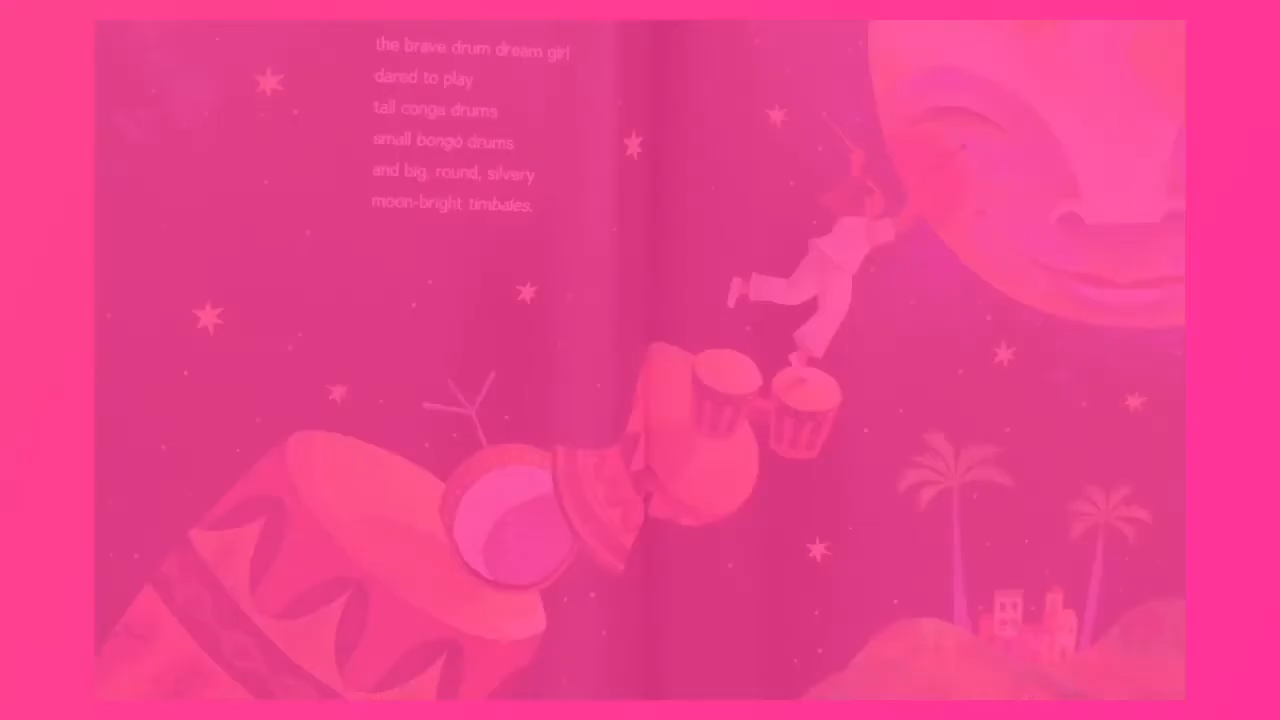 the brave drum dream girl
dared to play
tall conga drums
small bongó drums
and big, round, silvery
moon-bright timbales.